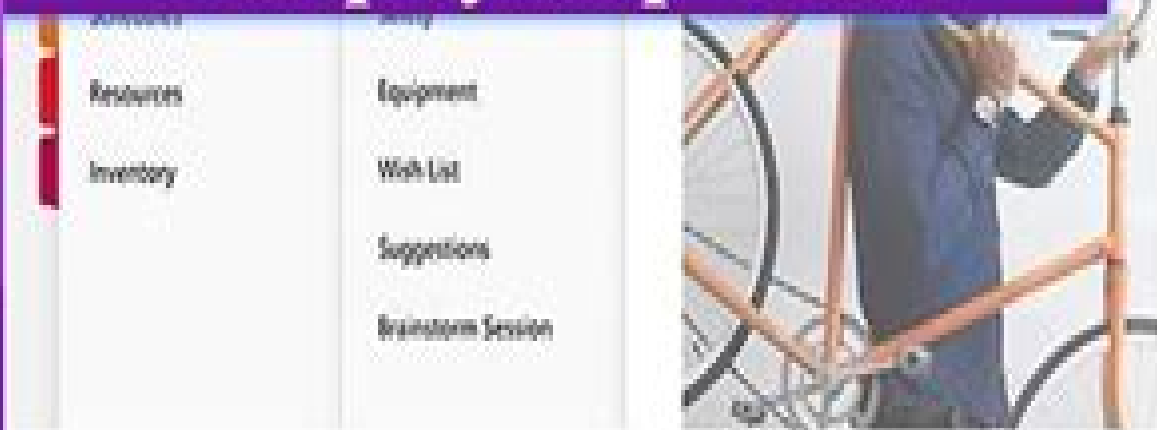 Resources
Inventory
Equipment
Wish List
Suggestions
Brainstorm Session